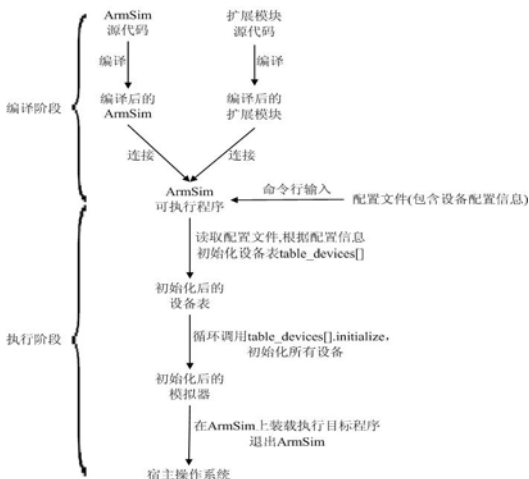 ArmSim
源代码
扩展模块
源代码
编译
编译
编译后的
ArmSim
编译后的
扩展模块
编译阶段
连接
连接
ArmSim
可执行程序
命令行输入
配置文件(包含设备配置信息)
读取配置文件,根据配置信息
初始化设备表table_devices[]
初始化后的
设备表
执行阶段
循环调用table_devices[].initialize,
初始化所有设备
初始化后的
模拟器
在ArmSim上装载执行目标程序
退出ArmSim
宿主操作系统